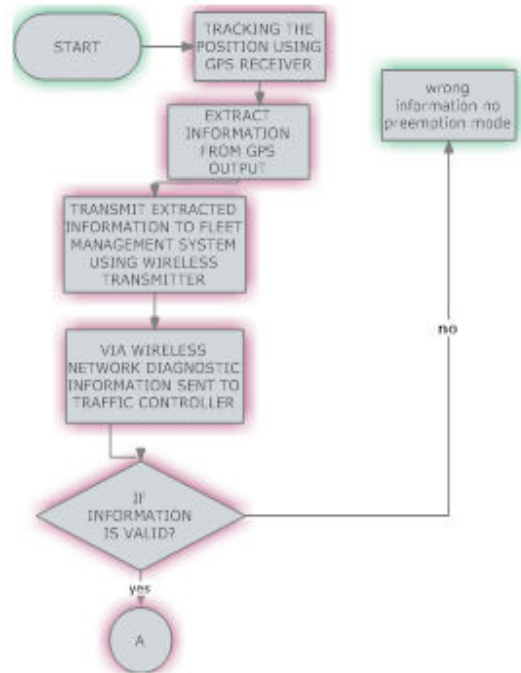 START
TRACKING THE
POSITION USING
GPS RECEIVER
EXTRACT
INFORMATION
FROM GPS
OUTPUT
TRANSMIT EXTRACTED
INFORMATION TO FLEET
MANAGEMENT SYSTEM
USING WIRELESS
TRANSMITTER
VIA WIRELESS
NETWORK DIAGNOSTIC
INFORMATION SENT TO
TRAFFIC CONTROLLER
IF
INFORMATION
IS VALID?
yes
A
no
wrong
information no
preemption mode